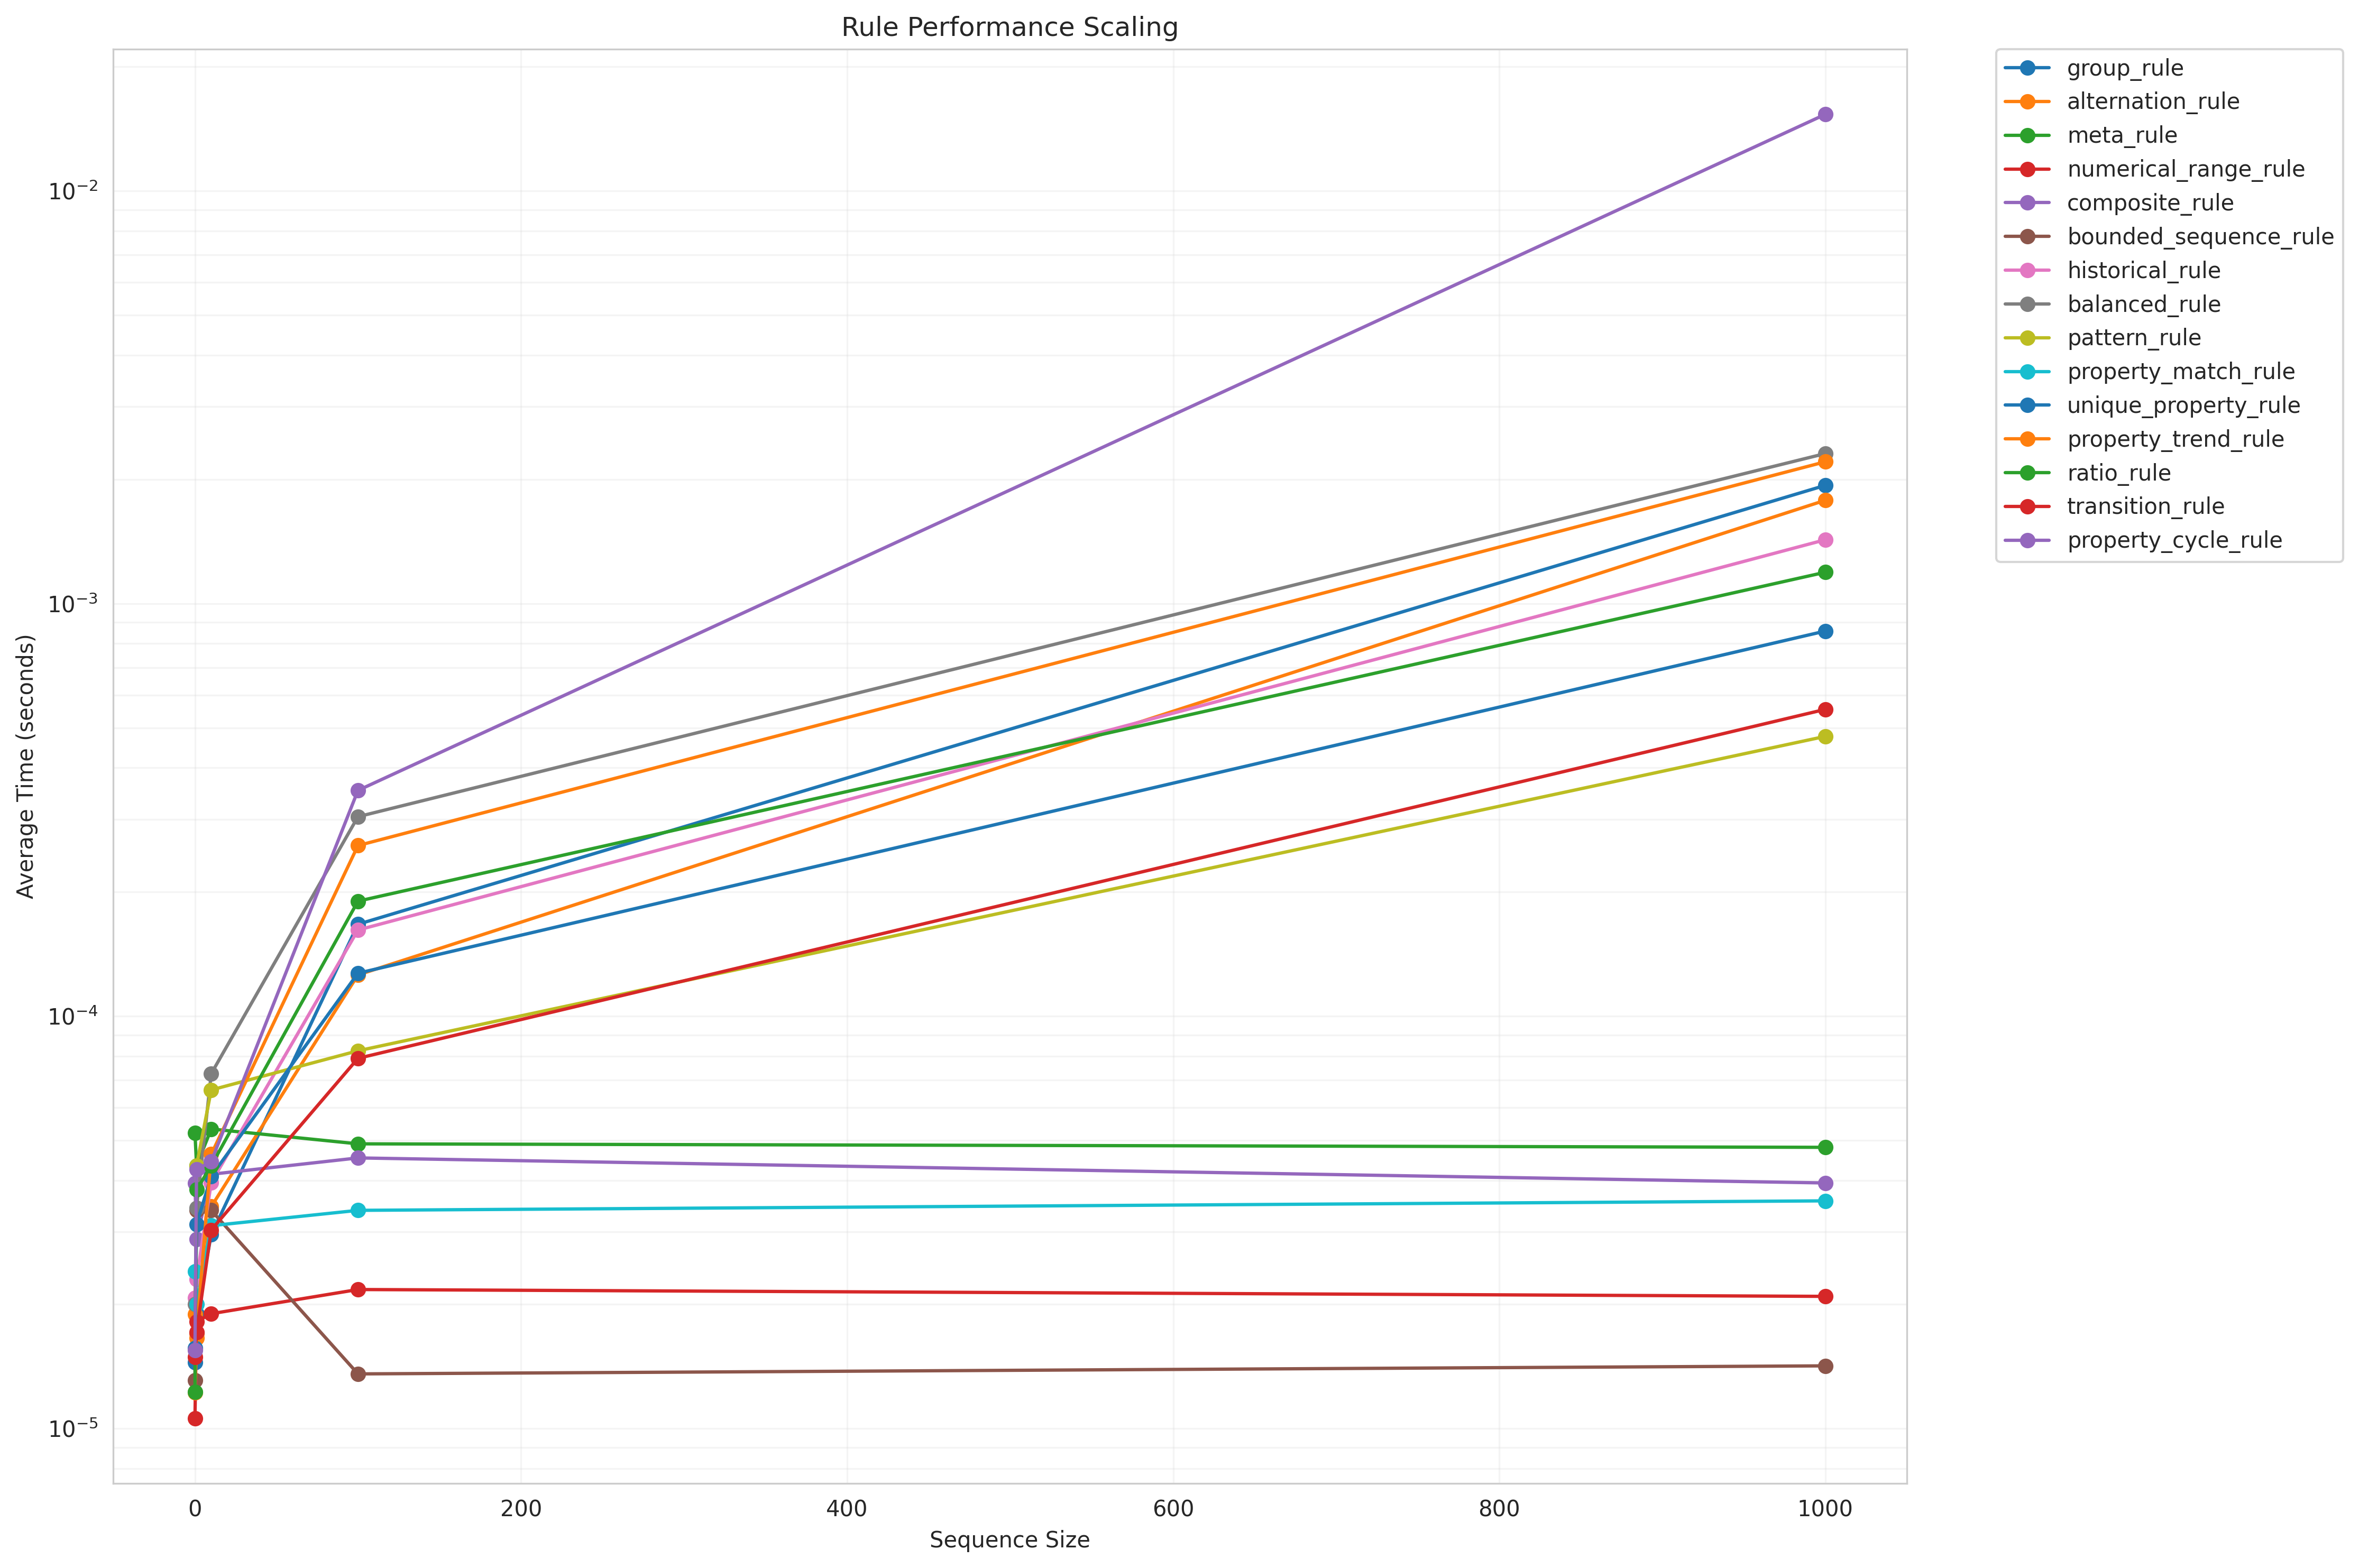 Rule Performance Scaling
Average Time (seconds)
10⁻²
10⁻³
10⁻⁴
10⁻⁵
0 200 400 600 800 1000
Sequence Size
group_rule
alternation_rule
meta_rule
numerical_range_rule
composite_rule
bounded_sequence_rule
historical_rule
balanced_rule
pattern_rule
property_match_rule
unique_property_rule
property_trend_rule
ratio_rule
transition_rule
property_cycle_rule